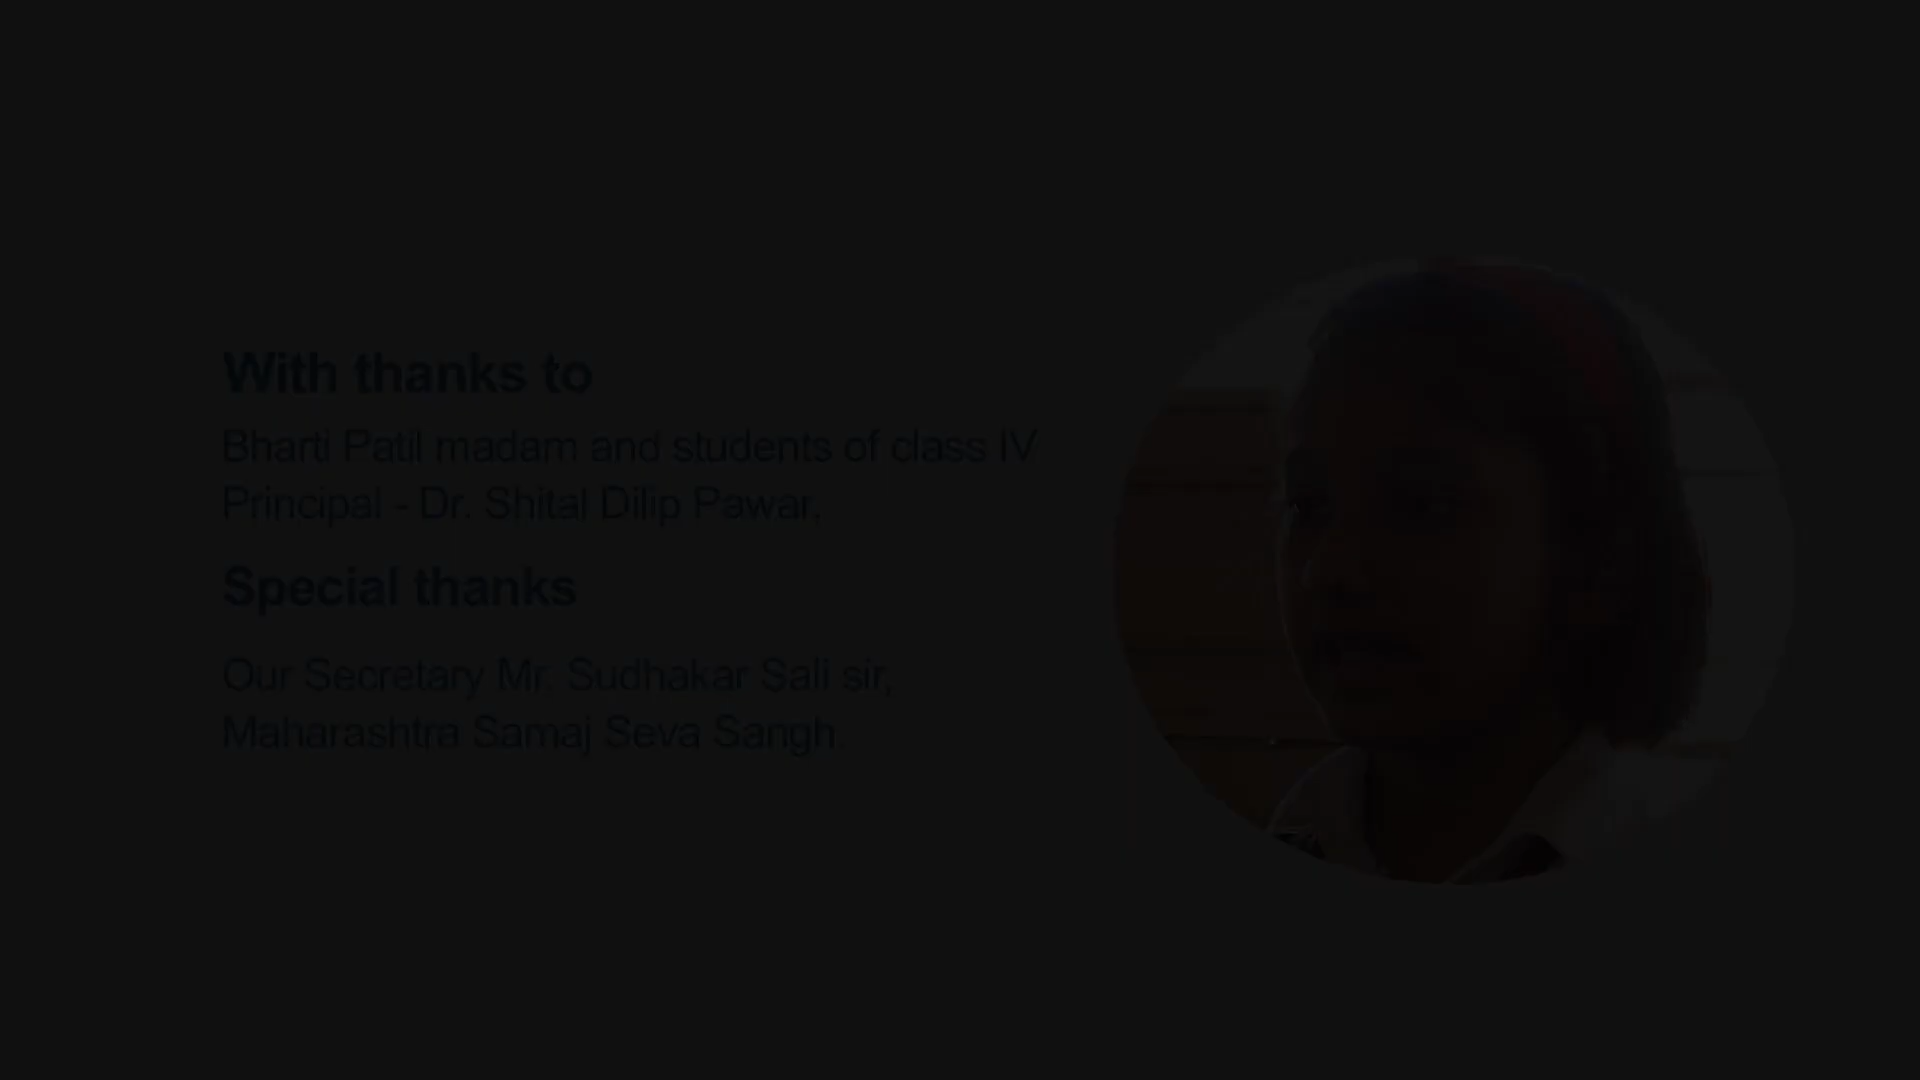 With thanks to
Bharti Patil madam and students of class IV
Principal - Dr. Shital Dilip Pawar,
Special thanks
Our Secretary Mr. Sudhakar Sali sir,
Maharashtra Samaj Seva Sangh.